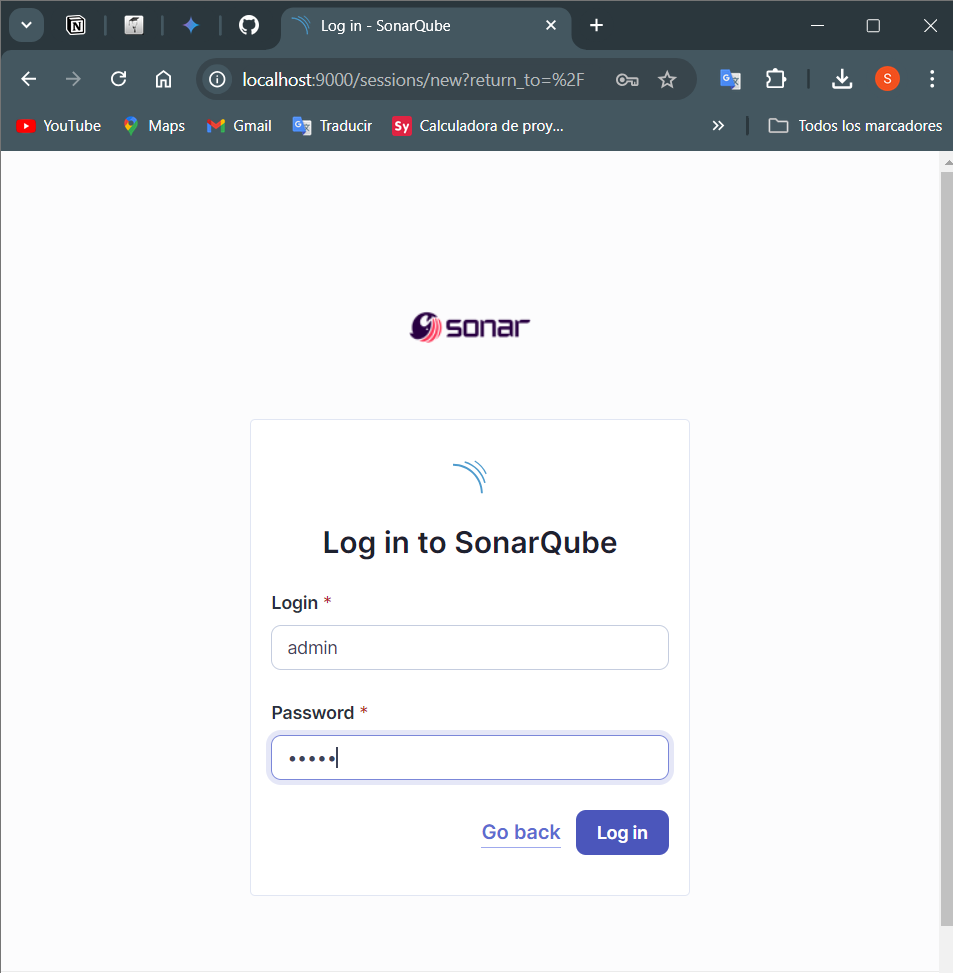 Log in - SonarQube
localhost:9000/sessions/new?return_to=%2F
S
YouTube
Maps
Gmail
Traducir
Sy
Calculadora de proy...
Todos los marcadores
sonar
Log in to SonarQube
Login *
admin
Password *
•••••
Go back
Log in